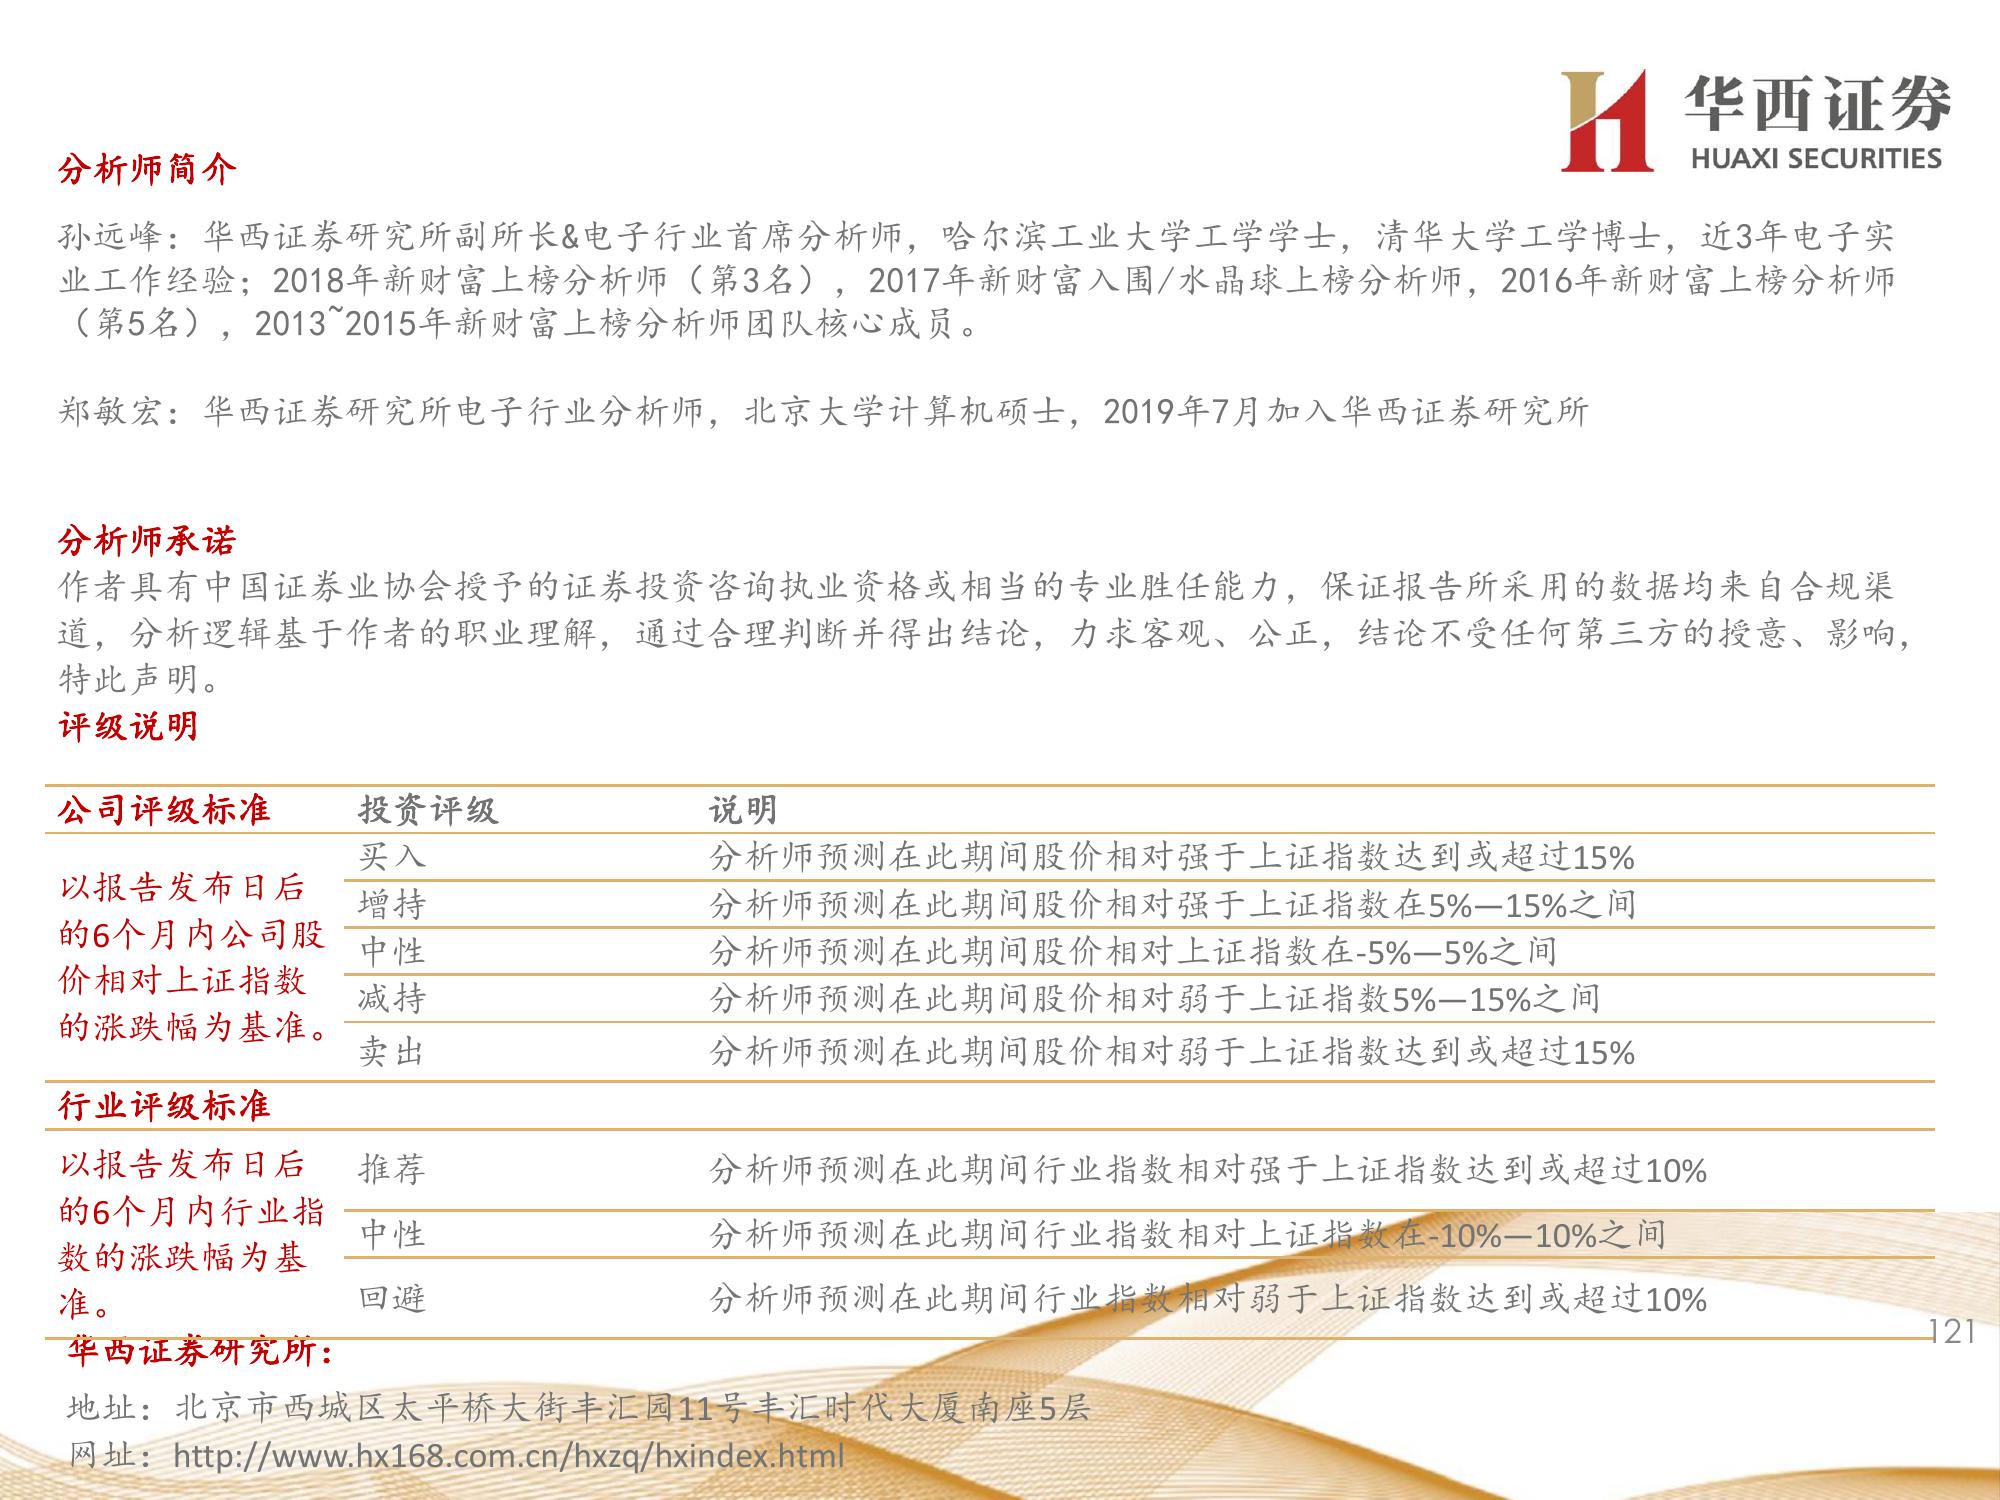 华西证券
HUAXI SECURITIES
分析师简介
孙远峰：华西证券研究所副所长&电子行业首席分析师，哈尔滨工业大学工学学士，清华大学工学博士，近3年电子实
业工作经验；2018年新财富上榜分析师（第3名），2017年新财富入围/水晶球上榜分析师，2016年新财富上榜分析师
（第5名），2013~2015年新财富上榜分析师团队核心成员。
郑敏宏：华西证券研究所电子行业分析师，北京大学计算机硕士，2019年7月加入华西证券研究所
分析师承诺
作者具有中国证券业协会授予的证券投资咨询执业资格或相当的专业胜任能力，保证报告所采用的数据均来自合规渠
道，分析逻辑基于作者的职业理解，通过合理判断并得出结论，力求客观、公正，结论不受任何第三方的授意、影响，
特此声明。
评级说明
公司评级标准 投资评级 说明
以报告发布日后
的6个月内公司股
价相对上证指数
的涨跌幅为基准。
买入 分析师预测在此期间股价相对强于上证指数达到或超过15%
增持 分析师预测在此期间股价相对强于上证指数在5%—15%之间
中性 分析师预测在此期间股价相对上证指数在-5%—5%之间
减持 分析师预测在此期间股价相对弱于上证指数5%—15%之间
卖出 分析师预测在此期间股价相对弱于上证指数达到或超过15%
行业评级标准
以报告发布日后
的6个月内行业指
数的涨跌幅为基
准。
推荐 分析师预测在此期间行业指数相对强于上证指数达到或超过10%
中性 分析师预测在此期间行业指数相对上证指数在-10%—10%之间
回避 分析师预测在此期间行业指数相对弱于上证指数达到或超过10%
121
华西证券研究所：
地址：北京市西城区太平桥大街丰汇园11号丰汇时代大厦南座5层
网址：http://www.hx168.com.cn/hxzq/hxindex.html